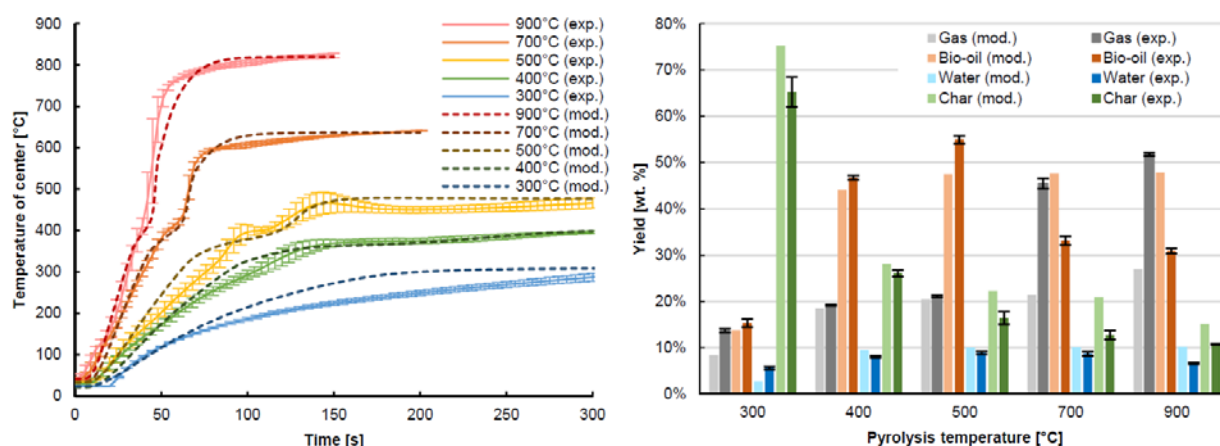 900
800
700
600
500
400
300
200
100
0
Temperature of center [°C]
0 50 100 150 200 250 300
Time [s]
900°C (exp.)
700°C (exp.)
500°C (exp.)
400°C (exp.)
300°C (exp.)
900°C (mod.)
700°C (mod.)
500°C (mod.)
400°C (mod.)
300°C (mod.)
80%
70%
60%
50%
40%
30%
20%
10%
0%
Yield [wt. %]
Gas (mod.) Gas (exp.)
Bio-oil (mod.) Bio-oil (exp.)
Water (mod.) Water (exp.)
Char (mod.) Char (exp.)
300 400 500 700 900
Pyrolysis temperature [°C]